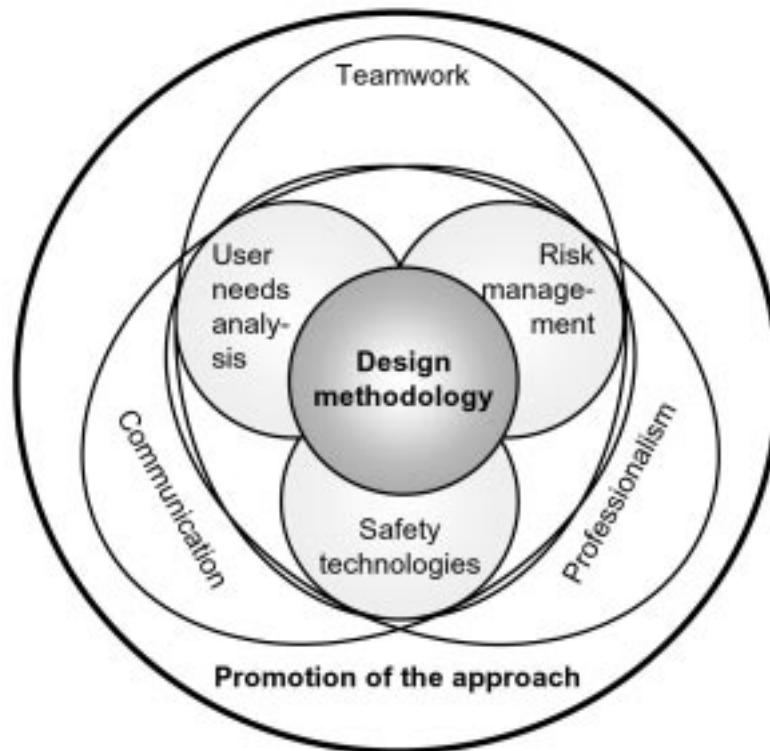 Teamwork
User
needs
analy-
sis
Risk
manage-
ment
Design
methodology
Communication
Professionalism
Safety
technologies
Promotion of the approach